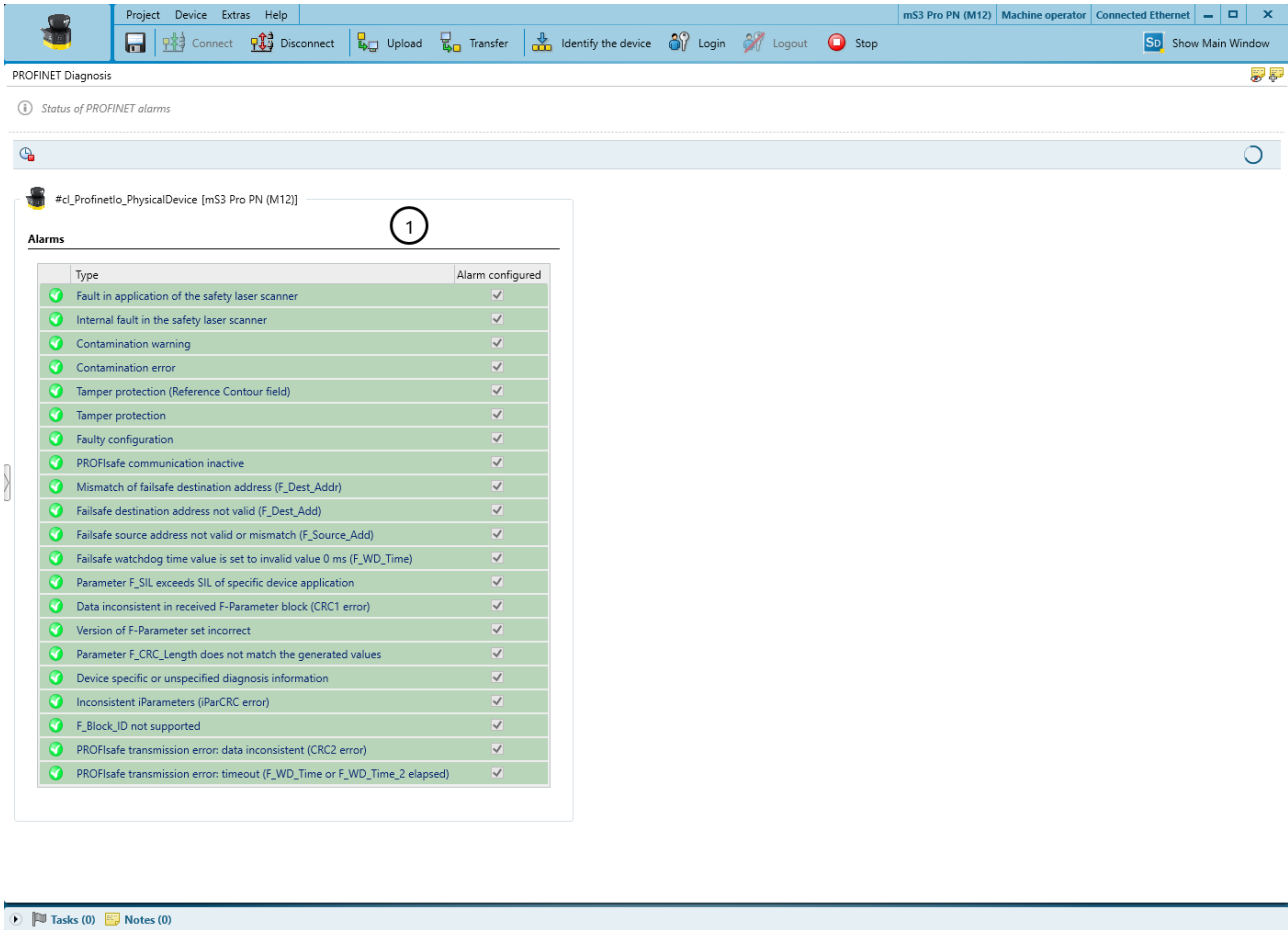 Project Device Extras Help mS3 Pro PN (M12) Machine operator Connected Ethernet
Connect Disconnect Upload Transfer Identify the device Login Logout Stop SD Show Main Window
PROFINET Diagnosis
Status of PROFINET alarms
#cl_ProfinetIo_PhysicalDevice [mS3 Pro PN (M12)]
1
Alarms
Type Alarm configured
Fault in application of the safety laser scanner
Internal fault in the safety laser scanner
Contamination warning
Contamination error
Tamper protection (Reference Contour field)
Tamper protection
Faulty configuration
PROFIsafe communication inactive
Mismatch of failsafe destination address (F_Dest_Addr)
Failsafe destination address not valid (F_Dest_Add)
Failsafe source address not valid or mismatch (F_Source_Add)
Failsafe watchdog time value is set to invalid value 0 ms (F_WD_Time)
Parameter F_SIL exceeds SIL of specific device application
Data inconsistent in received F-Parameter block (CRC1 error)
Version of F-Parameter set incorrect
Parameter F_CRC_Length does not match the generated values
Device specific or unspecified diagnosis information
Inconsistent iParameters (iParCRC error)
F_Block_ID not supported
PROFIsafe transmission error: data inconsistent (CRC2 error)
PROFIsafe transmission error: timeout (F_WD_Time or F_WD_Time_2 elapsed)
Tasks (0) Notes (0)